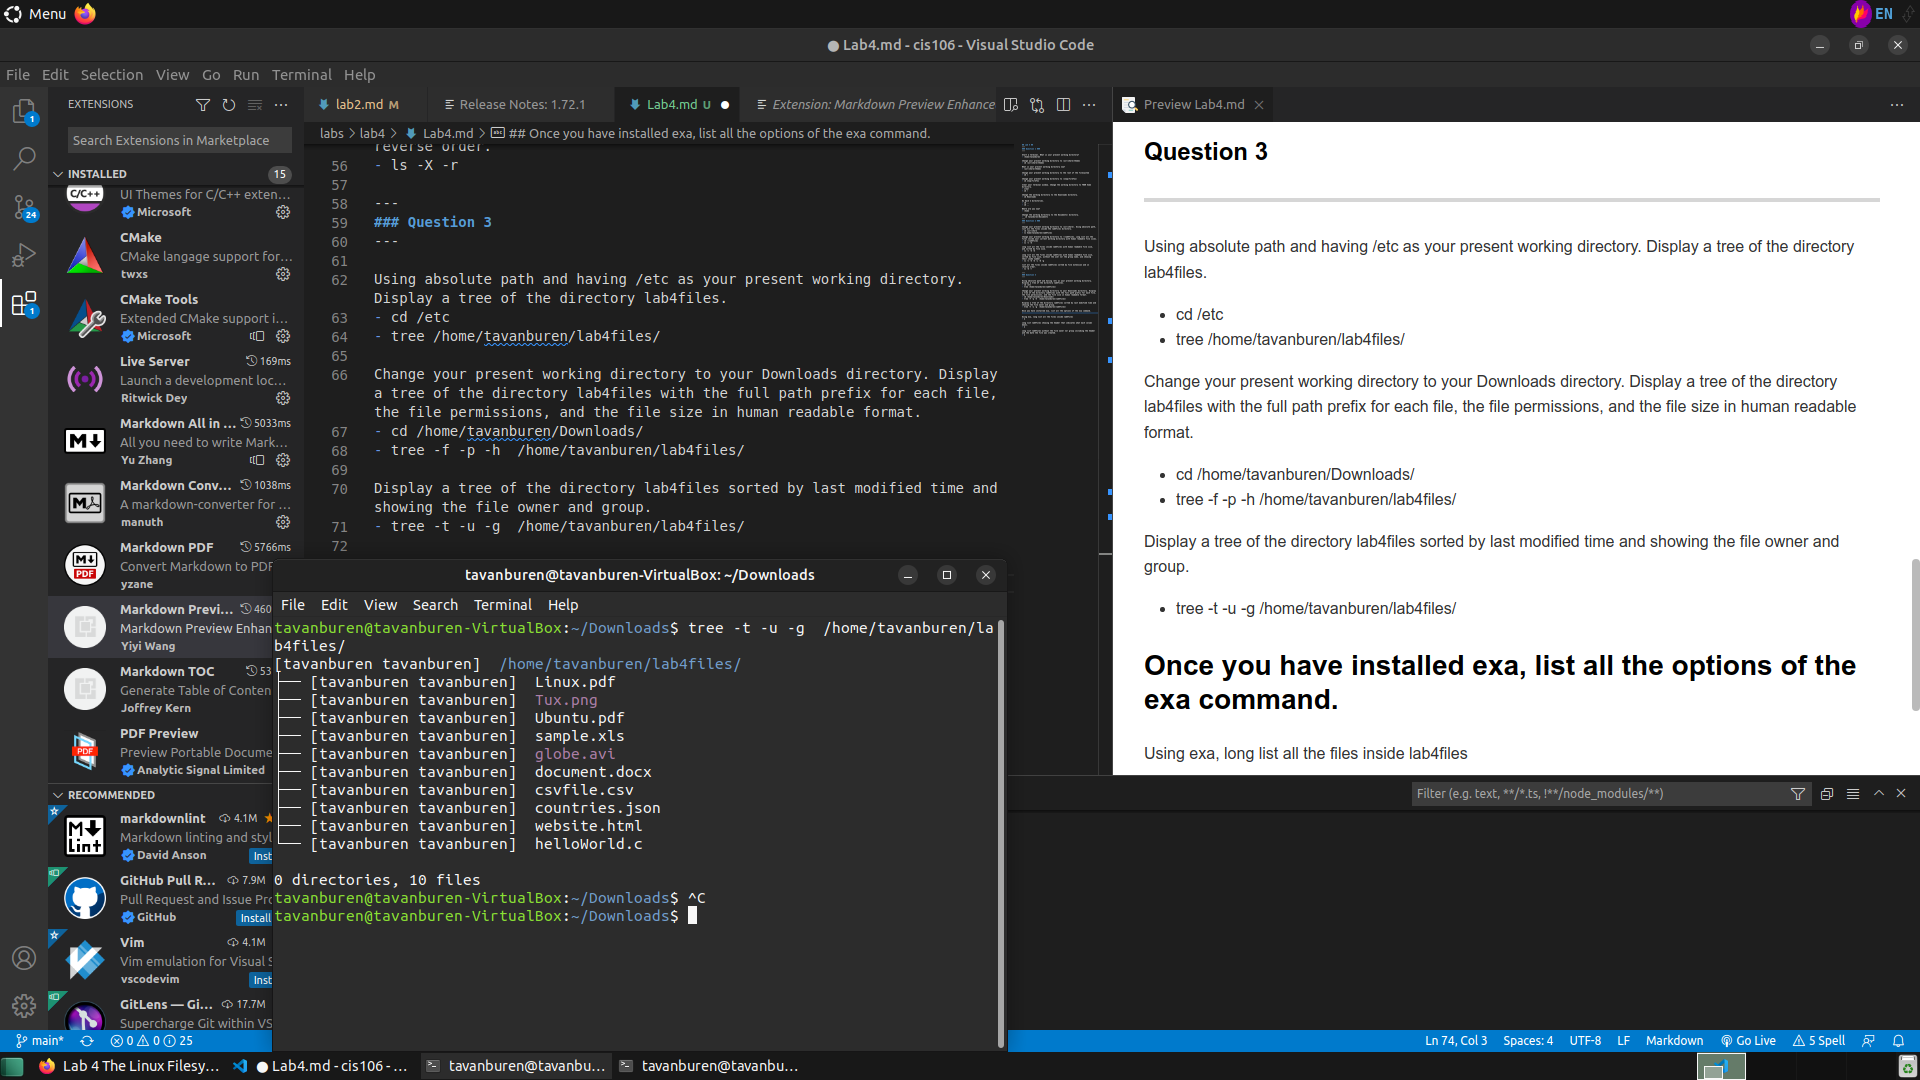 Menu
EN
Lab4.md - cis106 - Visual Studio Code
File Edit Selection View Go Run Terminal Help
EXTENSIONS
Search Extensions in Marketplace
INSTALLED 15
C/C++
UI Themes for C/C++ exten...
Microsoft
CMake
CMake langage support for...
twxs
CMake Tools
Extended CMake support i...
Microsoft
Live Server 169ms
Launch a development loc...
Ritwick Dey
Markdown All in ... 5033ms
All you need to write Mark...
Yu Zhang
Markdown Conv... 1038ms
A markdown-converter for ...
manuth
Markdown PDF 5766ms
Convert Markdown to PDF
yzane
Markdown Previ... 460
Markdown Preview Enhan
Yiyi Wang
Markdown TOC 53
Generate Table of Conten
Joffrey Kern
PDF Preview
Preview Portable Docume
Analytic Signal Limited
RECOMMENDED
markdownlint 4.1M
Markdown linting and styl
David Anson
Inst
GitHub Pull R... 7.9M
Pull Request and Issue Pro
GitHub
Install
Vim 4.1M
Vim emulation for Visual S
vscodevim
Inst
GitLens — Gi... 17.7M
Supercharge Git within VS
1
24
1
lab2.md M
Release Notes: 1.72.1
Lab4.md U
Extension: Markdown Preview Enhance
labs > lab4 > Lab4.md > ## Once you have installed exa, list all the options of the exa command.
reverse order.
56 - ls -X -r
57
58 ---
59 ### Question 3
60 ---
61
62 Using absolute path and having /etc as your present working directory.
Display a tree of the directory lab4files.
63 - cd /etc
64 - tree /home/tavanburen/lab4files/
65
66 Change your present working directory to your Downloads directory. Display
a tree of the directory lab4files with the full path prefix for each file,
the file permissions, and the file size in human readable format.
67 - cd /home/tavanburen/Downloads/
68 - tree -f -p -h  /home/tavanburen/lab4files/
69
70 Display a tree of the directory lab4files sorted by last modified time and
showing the file owner and group.
71 - tree -t -u -g  /home/tavanburen/lab4files/
72
tavanburen@tavanburen-VirtualBox: ~/Downloads
File Edit View Search Terminal Help
tavanburen@tavanburen-VirtualBox:~/Downloads$ tree -t -u -g  /home/tavanburen/la
b4files/
[tavanburen tavanburen]  /home/tavanburen/lab4files/
├── [tavanburen tavanburen]  Linux.pdf
├── [tavanburen tavanburen]  Tux.png
├── [tavanburen tavanburen]  Ubuntu.pdf
├── [tavanburen tavanburen]  sample.xls
├── [tavanburen tavanburen]  globe.avi
├── [tavanburen tavanburen]  document.docx
├── [tavanburen tavanburen]  csvfile.csv
├── [tavanburen tavanburen]  countries.json
├── [tavanburen tavanburen]  website.html
└── [tavanburen tavanburen]  helloWorld.c
0 directories, 10 files
tavanburen@tavanburen-VirtualBox:~/Downloads$ ^C
tavanburen@tavanburen-VirtualBox:~/Downloads$
Preview Lab4.md
Question 3
Using absolute path and having /etc as your present working directory. Display a tree of the directory
lab4files.
• cd /etc
• tree /home/tavanburen/lab4files/
Change your present working directory to your Downloads directory. Display a tree of the directory
lab4files with the full path prefix for each file, the file permissions, and the file size in human readable
format.
• cd /home/tavanburen/Downloads/
• tree -f -p -h /home/tavanburen/lab4files/
Display a tree of the directory lab4files sorted by last modified time and showing the file owner and
group.
• tree -t -u -g /home/tavanburen/lab4files/
Once you have installed exa, list all the options of the
exa command.
Using exa, long list all the files inside lab4files
Filter (e.g. text, **/*.ts, !**/node_modules/**)
main* 0 0 25
Ln 74, Col 3 Spaces: 4 UTF-8 LF Markdown Go Live 5 Spell
Lab 4 The Linux Filesy...
Lab4.md - cis106 - ...
tavanburen@tavanbu...
tavanburen@tavanbu...